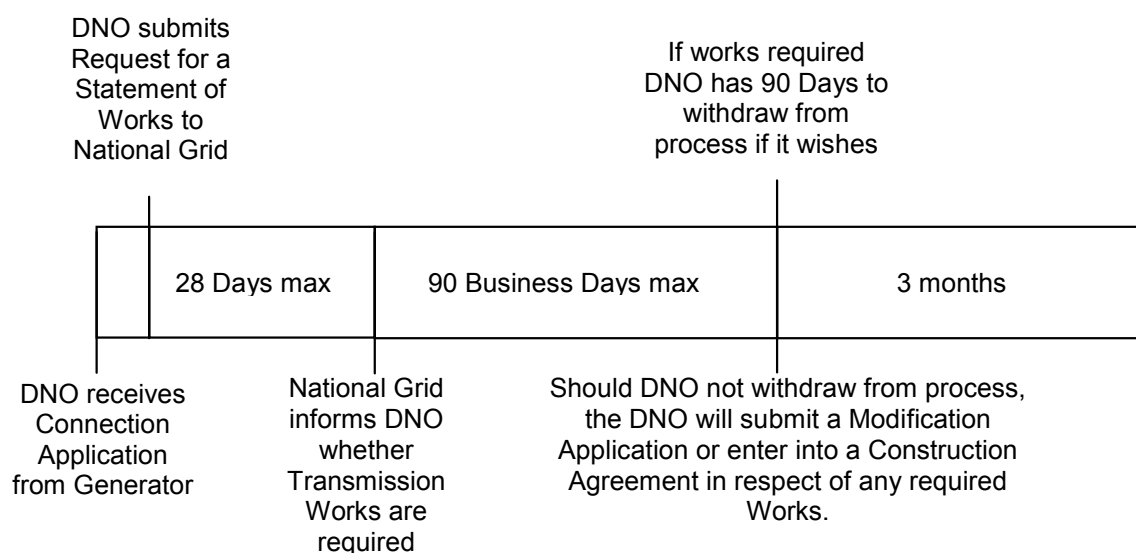 DNO submits
Request for a
Statement of
Works to
National Grid
If works required
DNO has 90 Days to
withdraw from
process if it wishes
28 Days max
90 Business Days max
3 months
DNO receives
Connection
Application
from Generator
National Grid
informs DNO
whether
Transmission
Works are
required
Should DNO not withdraw from process,
the DNO will submit a Modification
Application or enter into a Construction
Agreement in respect of any required
Works.